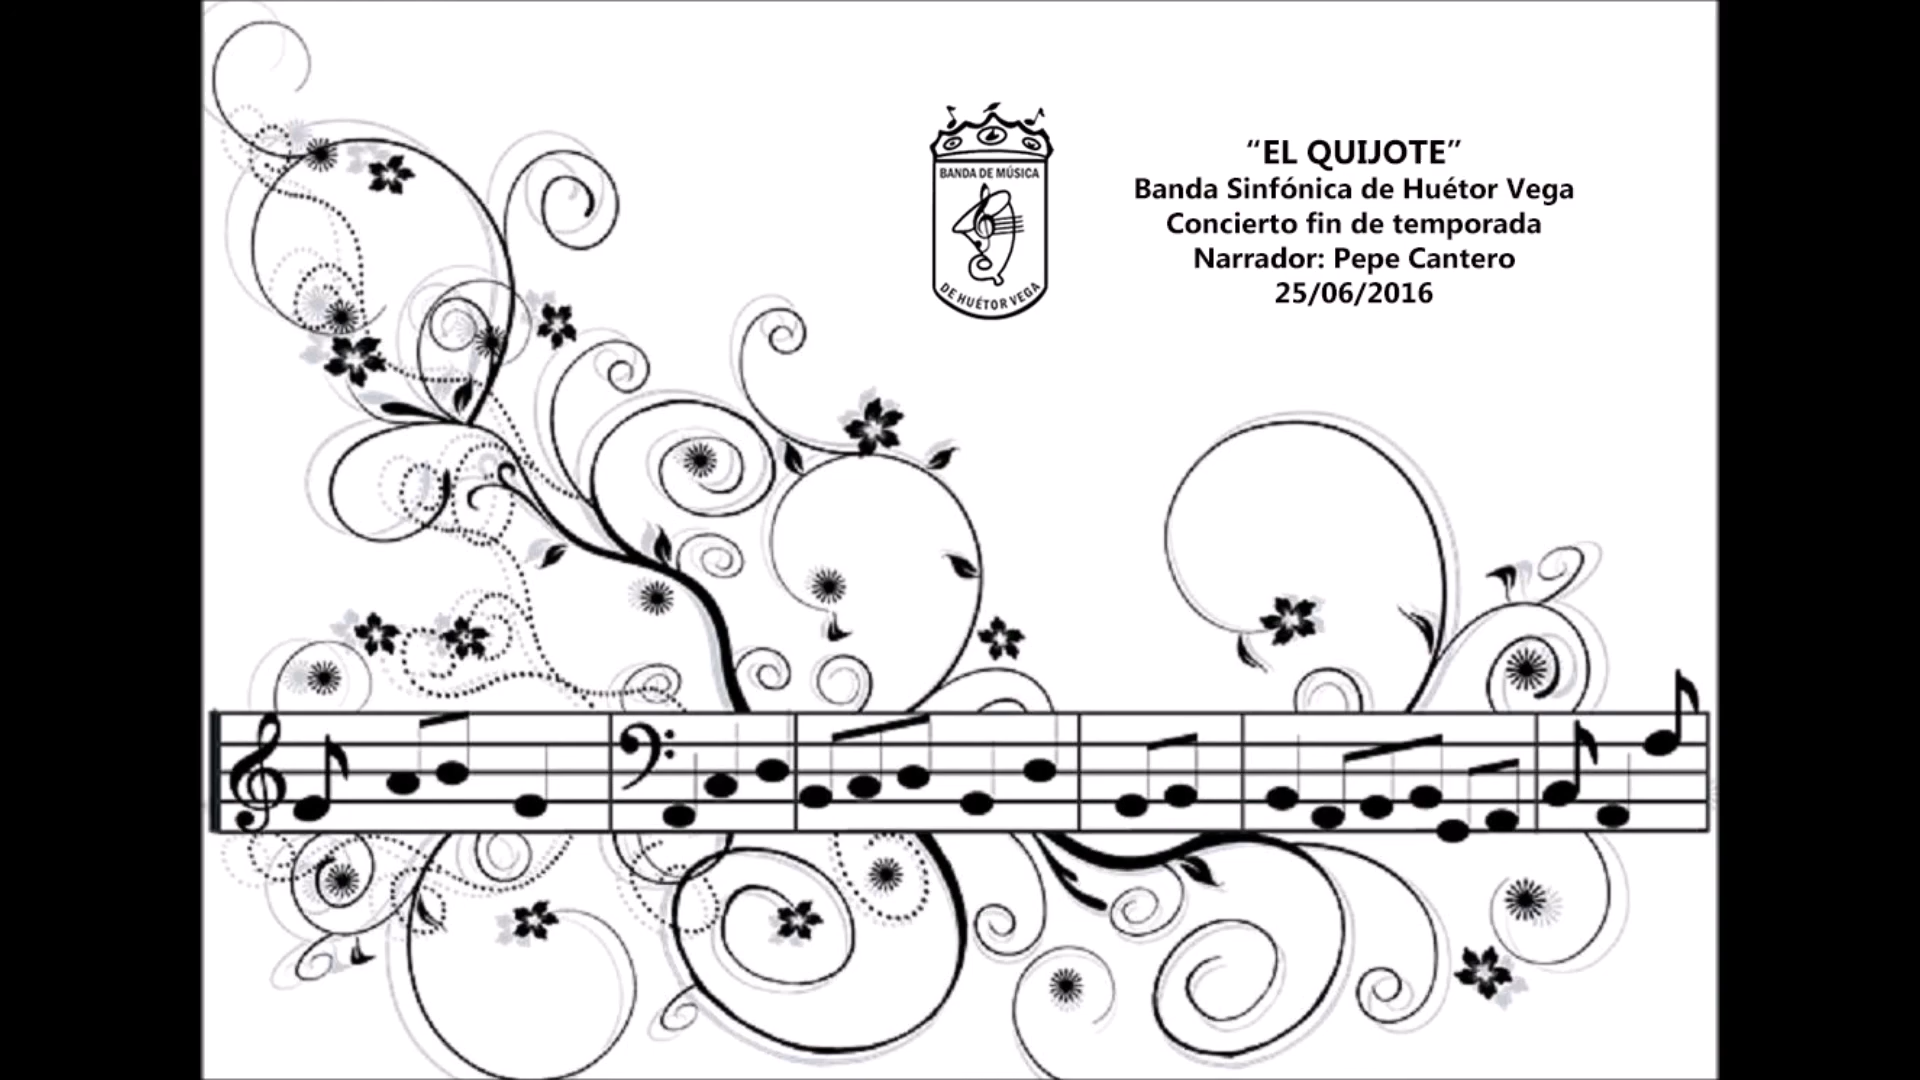 BANDA DE MÚSICA
DE HUÉTOR VEGA
“EL QUIJOTE”
Banda Sinfónica de Huétor Vega
Concierto fin de temporada
Narrador: Pepe Cantero
25/06/2016